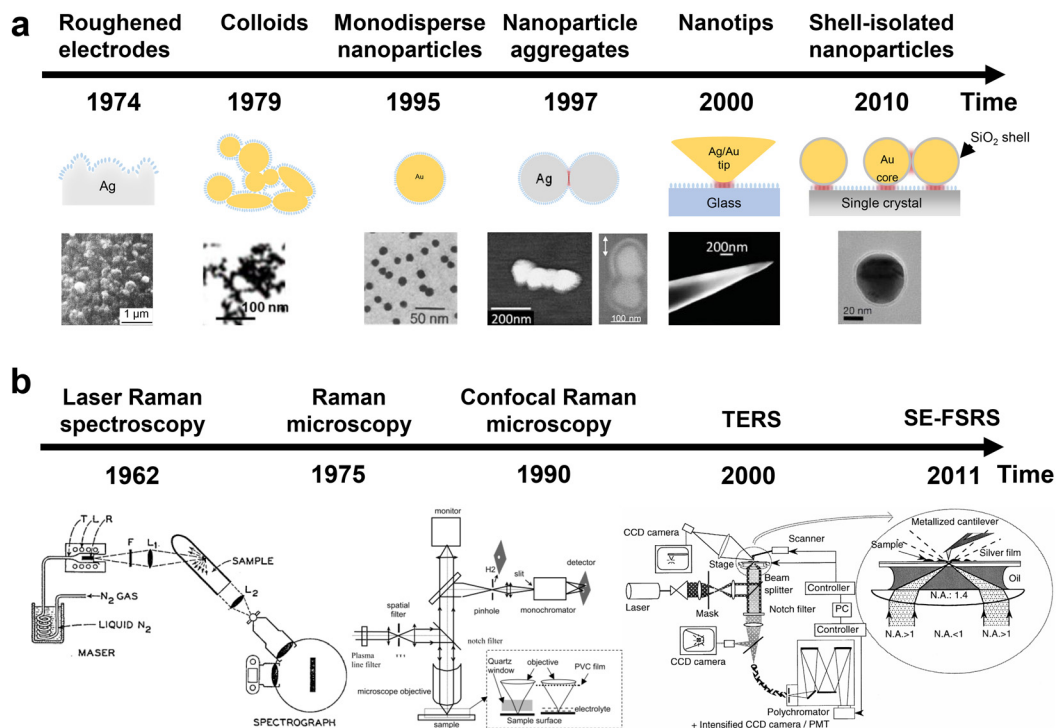 a
Roughened
electrodes
Colloids
Monodisperse
nanoparticles
Nanoparticle
aggregates
Nanotips
Shell-isolated
nanoparticles
1974
1979
1995
1997
2000
2010
Time
Ag
Au
Ag
Ag/Au
tip
Glass
Au
core
SiO₂ shell
Single crystal
1 μm
100 nm
50 nm
200nm
100 nm
200nm
20 nm
b
Laser Raman
spectroscopy
Raman
microscopy
Confocal Raman
microscopy
TERS
SE-FSRS
1962
1975
1990
2000
2011
Time
T L R
F
L₁
SAMPLE
L₂
N₂ GAS
LIQUID N₂
MASER
SPECTROGRAPH
monitor
H2
slit
detector
pinhole
monochromator
spatial
filter
Plasma
line filter
notch filter
microscope objective
sample
Quartz
window
objective
PVC film
electrolyte
Sample surface
CCD camera
Scanner
Stage
Laser
Mask
Beam
splitter
Notch filter
Controller
PC
Controller
CCD camera
Polychromator
+ Intensified CCD camera / PMT
Metallized cantilever
Sample
Silver film
Oil
N.A.: 1.4
N.A.>1
N.A.<1
N.A.>1